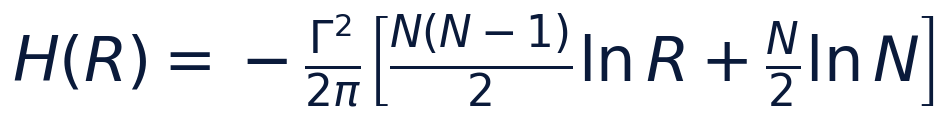 H(R) = − Γ²/2π [N(N − 1)/2 ln R + N/2 ln N]